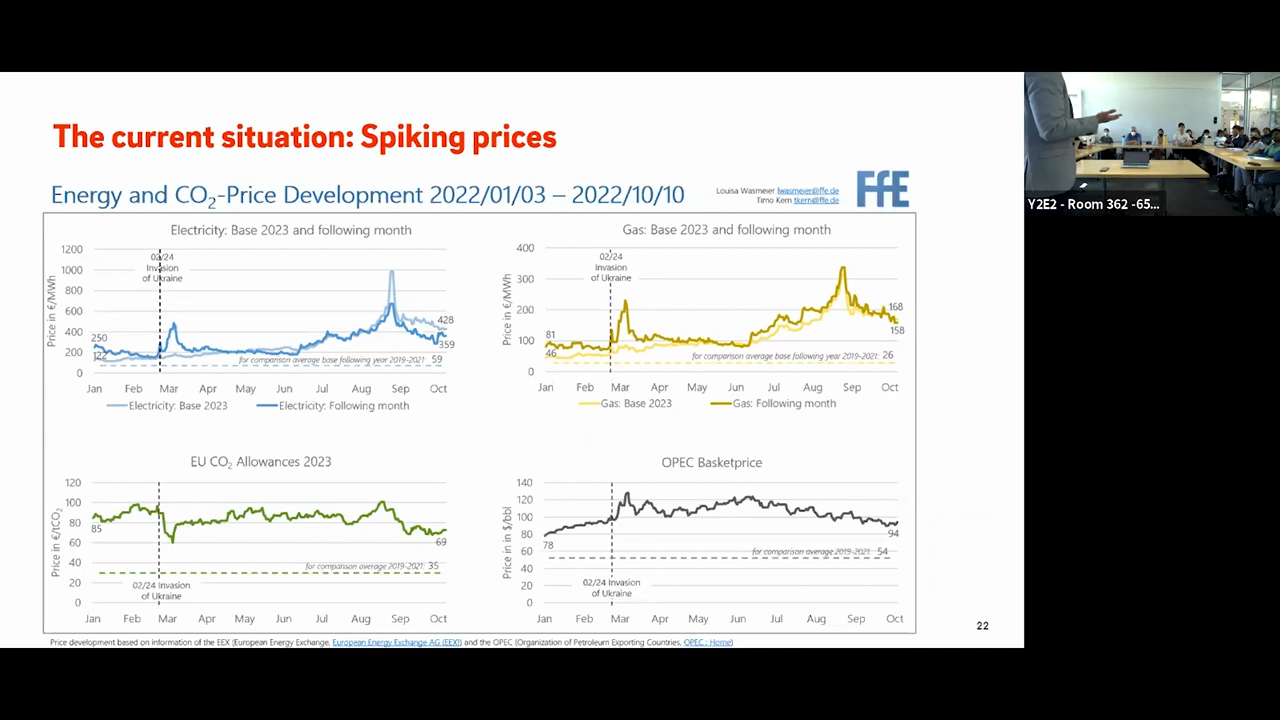 The current situation: Spiking prices
Energy and CO2-Price Development 2022/01/03 – 2022/10/10
Louisa Wasmeier lwasmeier@ffe.de
Timo Kern tkern@ffe.de
FfE
Electricity: Base 2023 and following month
Price in €/MWh
1200
1000
800
600
400
200
0
02/24
Invasion
of Ukraine
250
122
428
359
for comparison average base following year 2019-2021: 59
Jan Feb Mar Apr May Jun Jul Aug Sep Oct
Electricity: Base 2023 Electricity: Following month
Gas: Base 2023 and following month
Price in €/MWh
400
300
200
100
0
02/24
Invasion
of Ukraine
81
46
168
158
for comparison average base following year 2019-2021: 26
Jan Feb Mar Apr May Jun Jul Aug Sep Oct
Gas: Base 2023 Gas: Following month
EU CO2 Allowances 2023
Price in €/tCO2
120
100
80
60
40
20
0
85
69
for comparison average 2019-2021: 35
02/24 Invasion
of Ukraine
Jan Feb Mar Apr May Jun Jul Aug Sep Oct
OPEC Basketprice
Price in in $/bbl
140
120
100
80
60
40
20
0
78
94
for comparison average 2019-2021: 54
02/24 Invasion
of Ukraine
Jan Feb Mar Apr May Jun Jul Aug Sep Oct
22
Price development based on information of the EEX (European Energy Exchange, European Energy Exchange AG (EEX)) and the OPEC (Organization of Petroleum Exporting Countries, OPEC : Home)
Y2E2 - Room 362 -65...